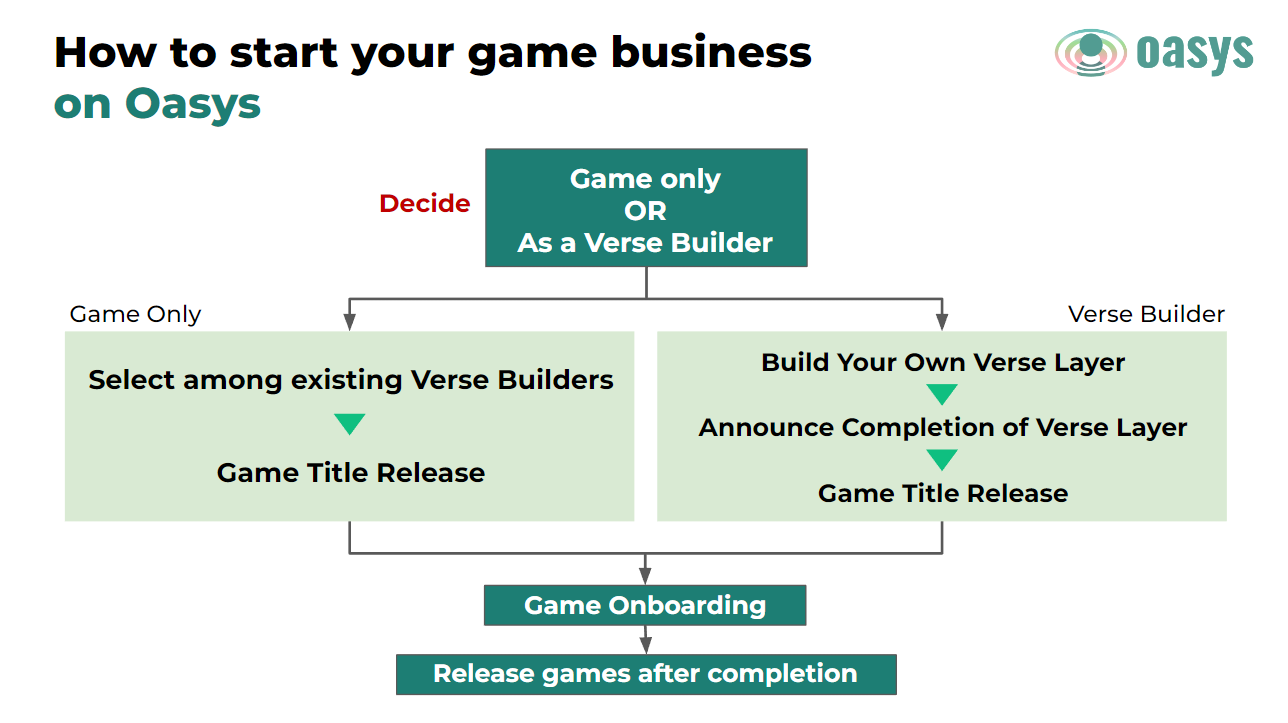 How to start your game business
on Oasys
oasys
Decide
Game only
OR
As a Verse Builder
Game Only
Select among existing Verse Builders
Game Title Release
Verse Builder
Build Your Own Verse Layer
Announce Completion of Verse Layer
Game Title Release
Game Onboarding
Release games after completion